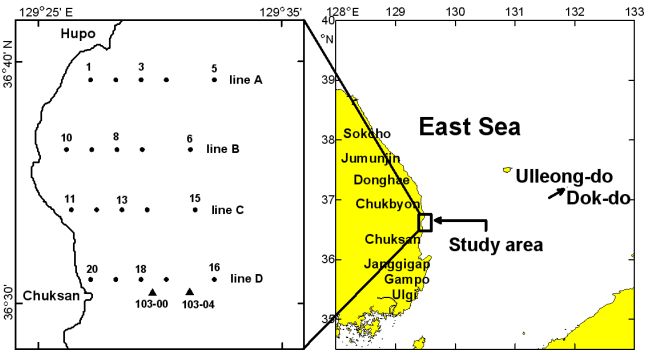 129°25' E
129°35'
36°40' N
36°30'
Hupo
1 3 5 line A
10 8 6 line B
11 13 15 line C
20 18 16 line D
Chuksan
103-00 103-04
128°E 129 130 131 132 133
40
°N
39
38
37
36
35
East Sea
Sokcho
Jumunjin
Donghae
Chukbyon
Chuksan
Janggigap
Gampo
Ulgi
Ulleong-do
Dok-do
Study area